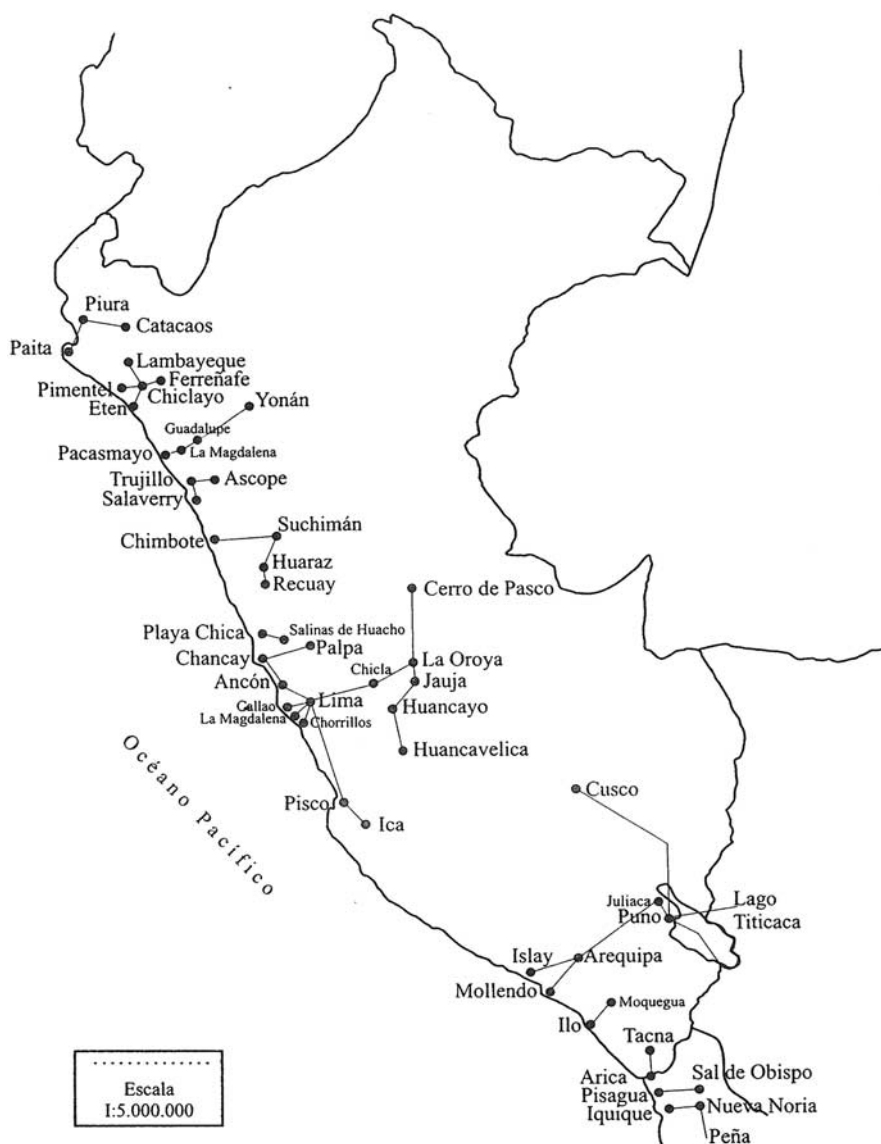 Piura
Catacaos
Paita
Lambayeque
Ferreñafe
Pimentel
Chiclayo
Eten
Yonán
Guadalupe
La Magdalena
Pacasmayo
Trujillo
Ascope
Salaverry
Suchimán
Chimbote
Huaraz
Recuay
Cerro de Pasco
Playa Chica
Salinas de Huacho
Palpa
Chancay
La Oroya
Chicla
Jauja
Ancón
Lima
Callao
Huancayo
La Magdalena
Chorrillos
Huancavelica
Océano Pacífico
Cusco
Pisco
Ica
Juliaca
Lago
Puno
Titicaca
Islay
Arequipa
Mollendo
Moquegua
Ilo
Tacna
Arica
Sal de Obispo
Pisagua
Iquique
Nueva Noria
Peña
Escala
I:5.000.000